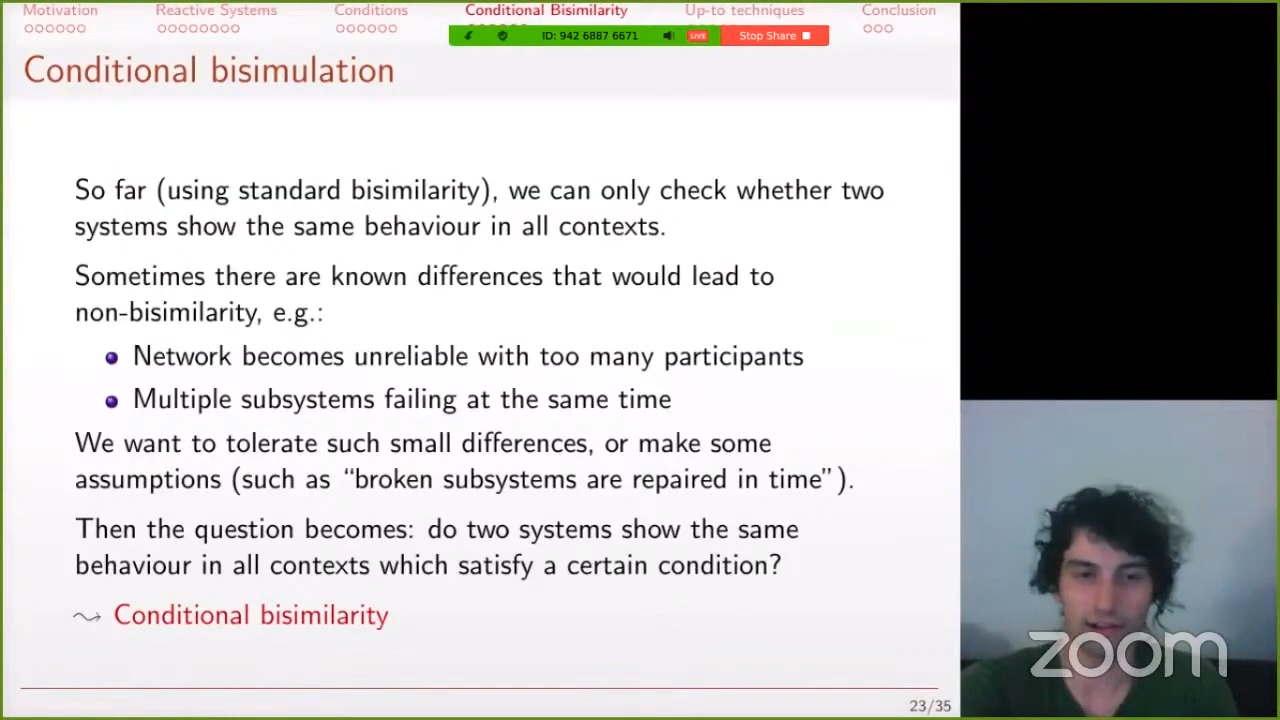 Motivation Reactive Systems Conditions Conditional Bisimilarity Up-to techniques Conclusion
ID: 942 6887 6671 LIVE Stop Share
Conditional bisimulation
So far (using standard bisimilarity), we can only check whether two
systems show the same behaviour in all contexts.
Sometimes there are known differences that would lead to
non-bisimilarity, e.g.:
Network becomes unreliable with too many participants
Multiple subsystems failing at the same time
We want to tolerate such small differences, or make some
assumptions (such as “broken subsystems are repaired in time”).
Then the question becomes: do two systems show the same
behaviour in all contexts which satisfy a certain condition?
⤳ Conditional bisimilarity
zoom
23/35